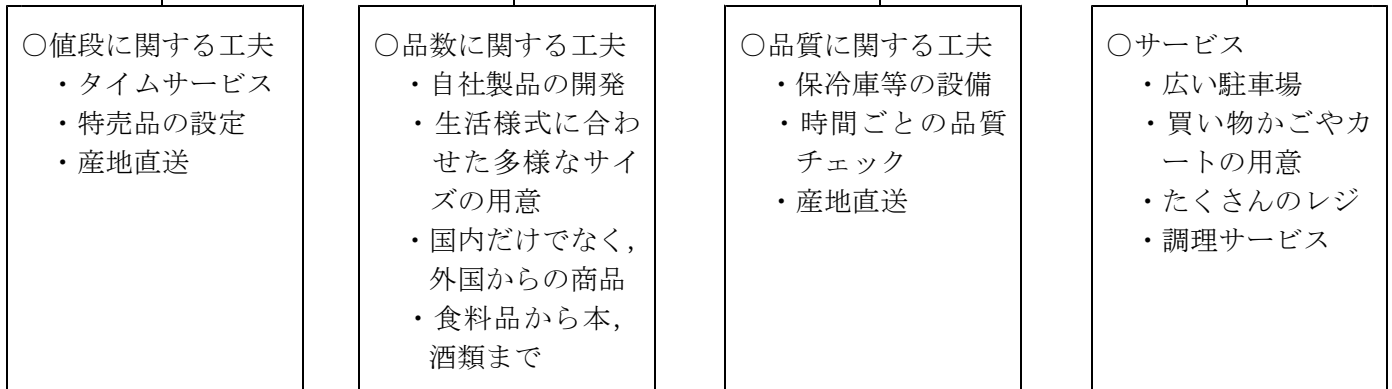 ○値段に関する工夫
・タイムサービス
・特売品の設定
・産地直送
○品数に関する工夫
・自社製品の開発
・生活様式に合わ
せた多様なサイ
ズの用意
・国内だけでなく,
外国からの商品
・食料品から本,
酒類まで
○品質に関する工夫
・保冷庫等の設備
・時間ごとの品質
チェック
・産地直送
○サービス
・広い駐車場
・買い物かごやカ
ートの用意
・たくさんのレジ
・調理サービス